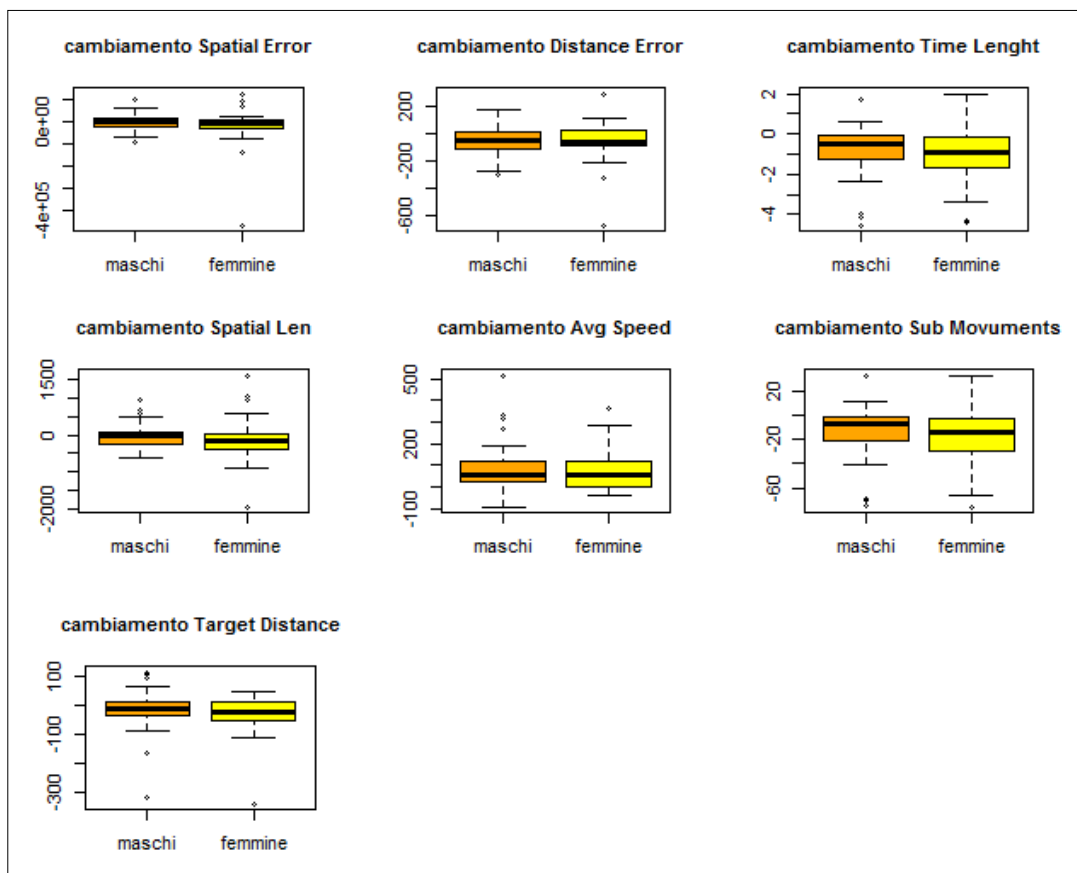 cambiamento Spatial Error
cambiamento Distance Error
cambiamento Time Lenght
0e+00
-4e+05
maschi
femmine
200
-200
-600
maschi
femmine
2
0
-2
-4
maschi
femmine
cambiamento Spatial Len
cambiamento Avg Speed
cambiamento Sub Movuments
1500
0
-2000
maschi
femmine
500
200
-100
maschi
femmine
20
-20
-60
maschi
femmine
cambiamento Target Distance
100
-100
-300
maschi
femmine